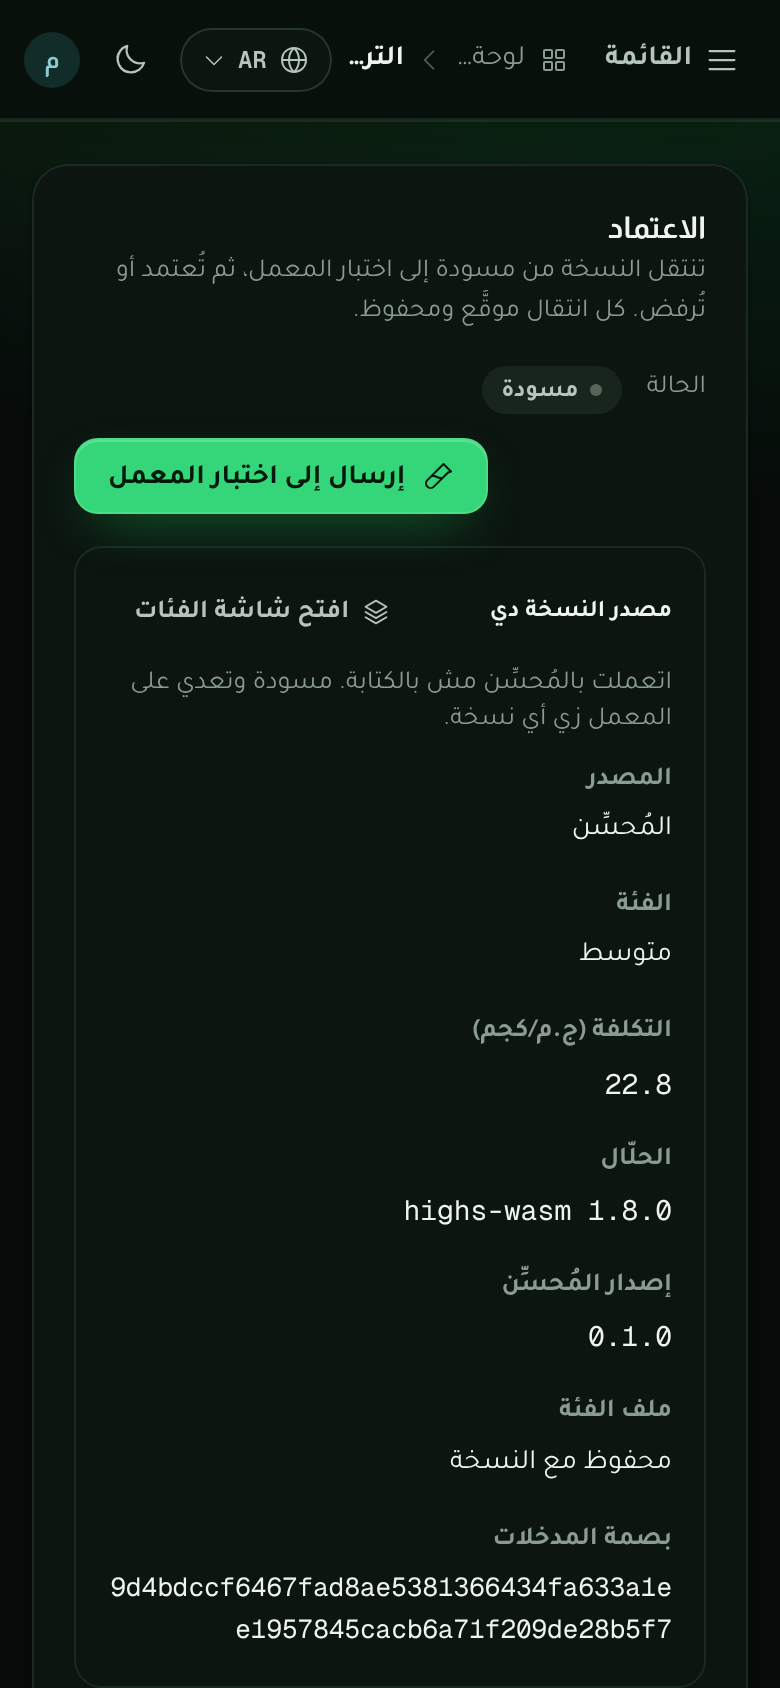 القائمة
لوحة...
التر...
AR
م
الاعتماد
تنتقل النسخة من مسودة إلى اختبار المعمل، ثم تُعتمد أو
تُرفض. كل انتقال موقَّع ومحفوظ.
الحالة
مسودة
إرسال إلى اختبار المعمل
مصدر النسخة دي
افتح شاشة الفئات
اتعملت بالمُحسِّن مش بالكتابة. مسودة وتعدي على
المعمل زي أي نسخة.
المصدر
المُحسِّن
الفئة
متوسط
التكلفة (ج.م/كجم)
22.8
الحلّال
highs-wasm 1.8.0
إصدار المُحسِّن
0.1.0
ملف الفئة
محفوظ مع النسخة
بصمة المدخلات
9d4bdccf6467fad8ae5381366434fa633a1e
e1957845cacb6a71f209de28b5f7